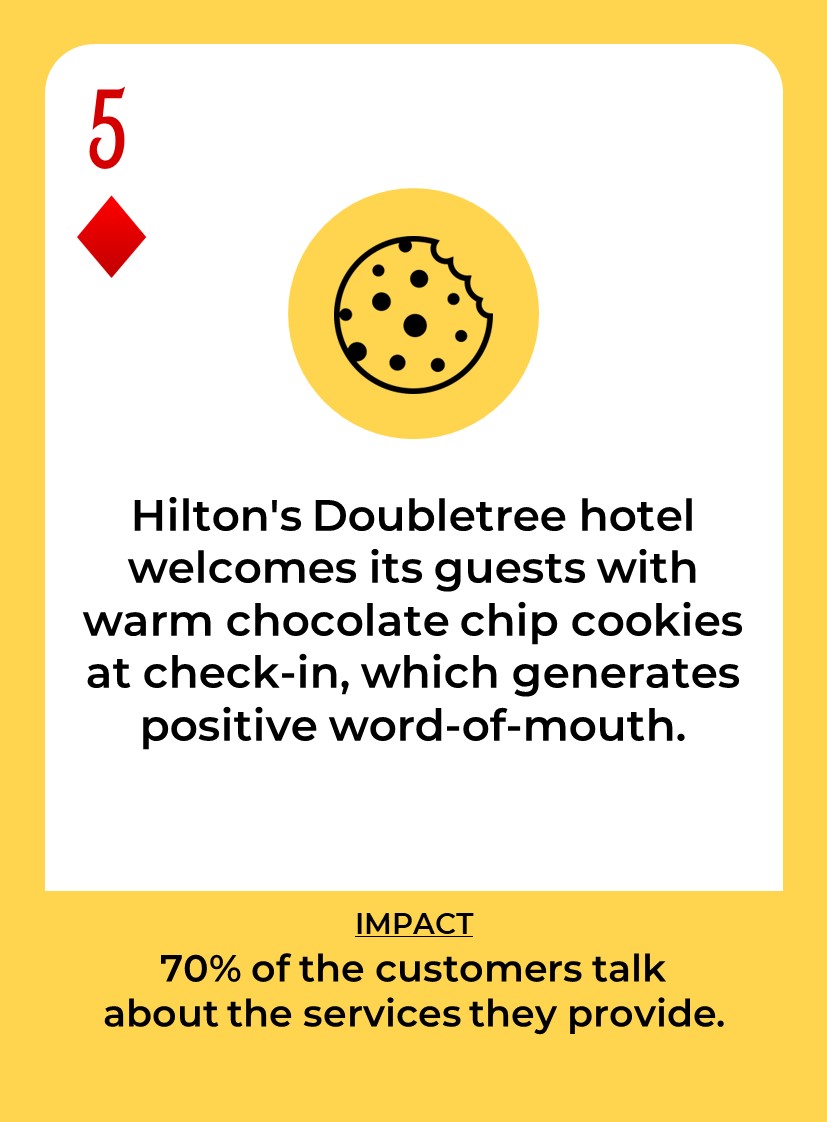 5
Hilton's Doubletree hotel
welcomes its guests with
warm chocolate chip cookies
at check-in, which generates
positive word-of-mouth.
IMPACT
70% of the customers talk
about the services they provide.